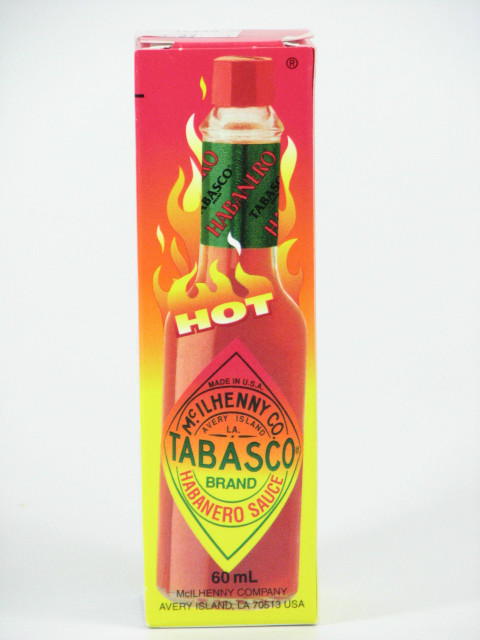 ®
HABANERO
TABASCO
HABANERO
TABASCO
HOT
MADE IN U.S.A.
McILHENNY CO.
AVERY ISLAND
LA.
TABASCO®
BRAND
HABANERO SAUCE
60 mL
McILHENNY COMPANY
AVERY ISLAND, LA 70513 USA